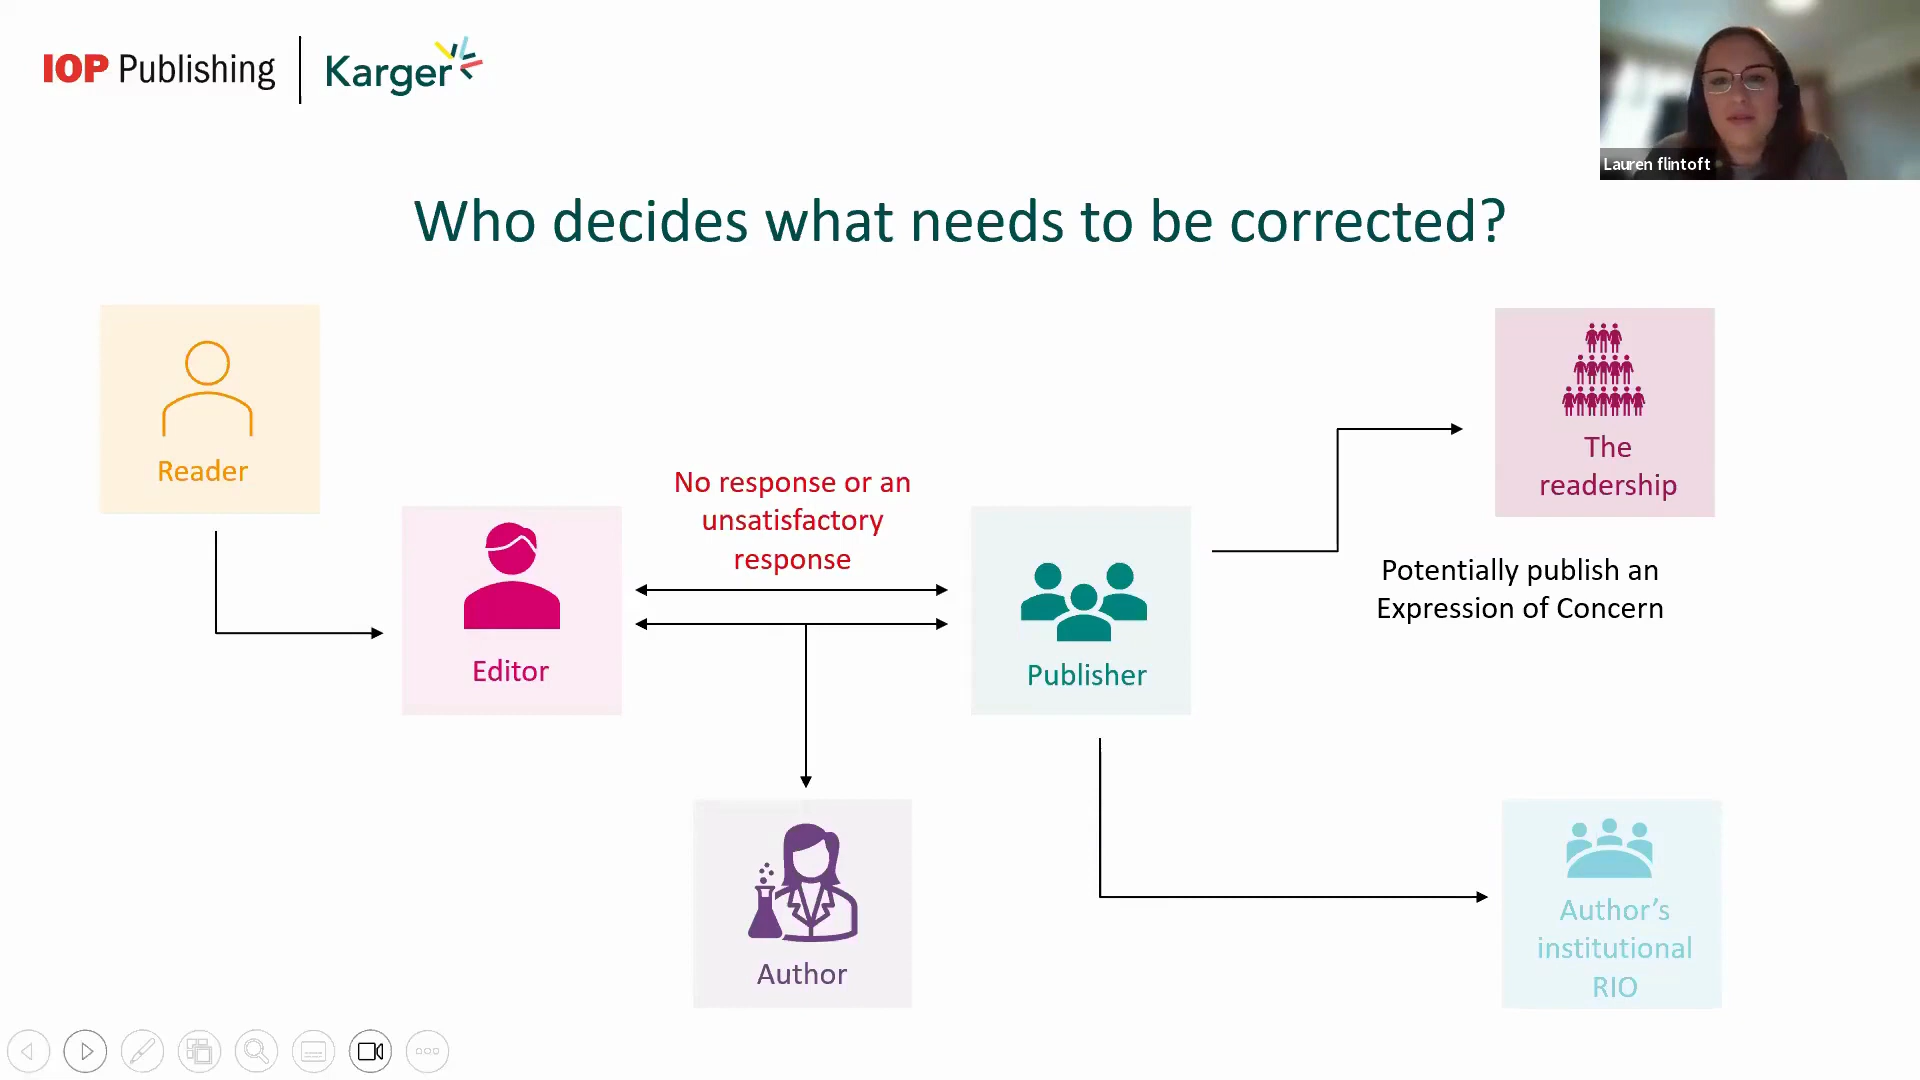 IOP Publishing
Karger
Lauren flintoft
Who decides what needs to be corrected?
Reader
No response or an
unsatisfactory
response
Editor
Publisher
The
readership
Potentially publish an
Expression of Concern
Author
Author’s
institutional
RIO